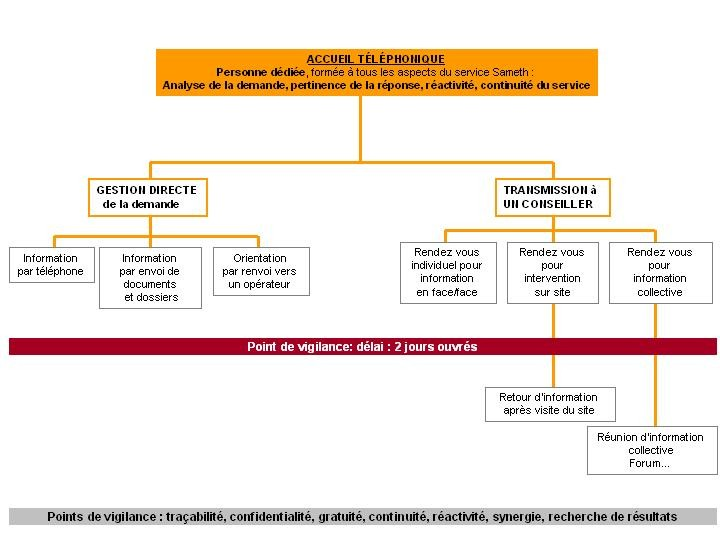 ACCUEIL TÉLÉPHONIQUE
Personne dédiée, formée à tous les aspects du service Sameth :
Analyse de la demande, pertinence de la réponse, réactivité, continuité du service
GESTION DIRECTE
de la demande
TRANSMISSION à
UN CONSEILLER
Information
par téléphone
Information
par envoi de
documents
et dossiers
Orientation
par renvoi vers
un opérateur
Rendez vous
individuel pour
information
en face/face
Rendez vous
pour
intervention
sur site
Rendez vous
pour
information
collective
Point de vigilance: délai : 2 jours ouvrés
Retour d'information
après visite du site
Réunion d'information
collective
Forum...
Points de vigilance : traçabilité, confidentialité, gratuité, continuité, réactivité, synergie, recherche de résultats